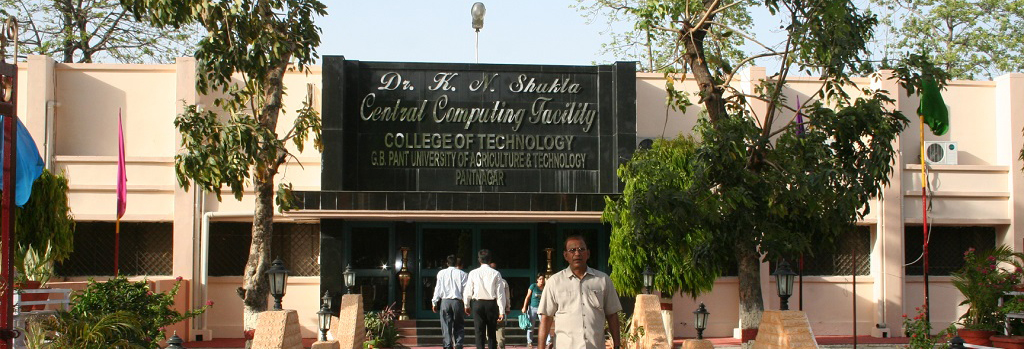 Dr. K. N. Shukla
Central Computing Facility
COLLEGE OF TECHNOLOGY
G.B. PANT UNIVERSITY OF AGRICULTURE & TECHNOLOGY
PANTNAGAR